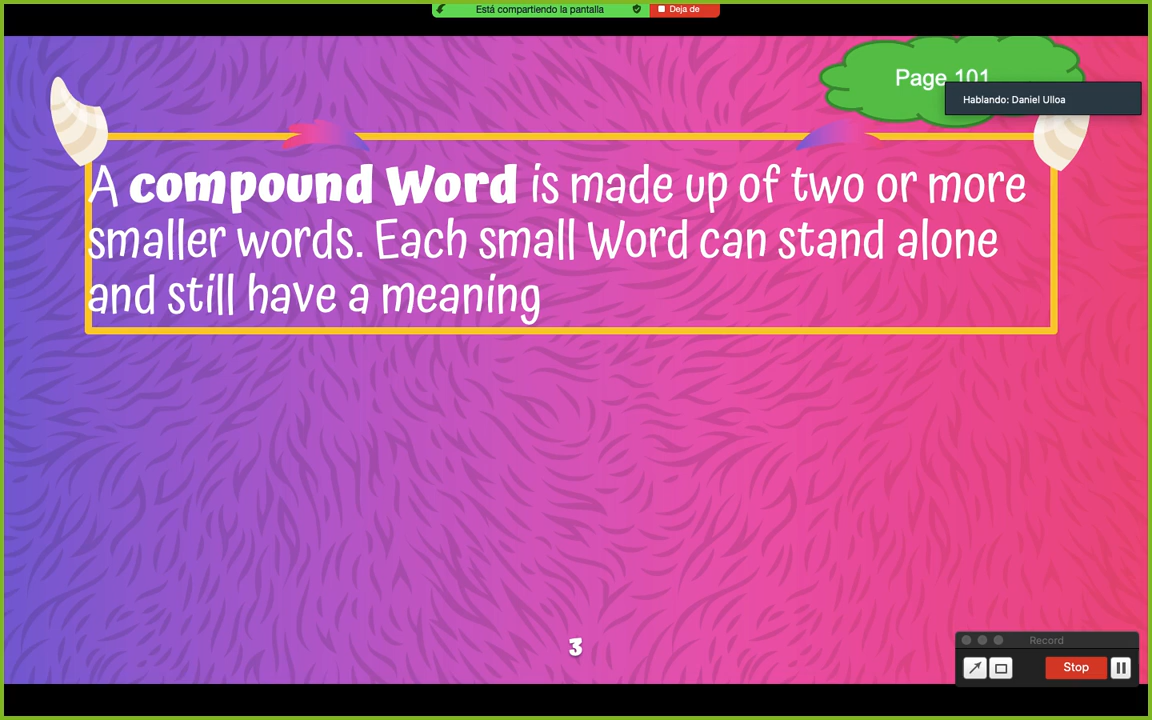 Está compartiendo la pantalla
Deja de
Page 101
Hablando: Daniel Ulloa
A compound Word is made up of two or more
smaller words. Each small Word can stand alone
and still have a meaning
3
Record
Stop